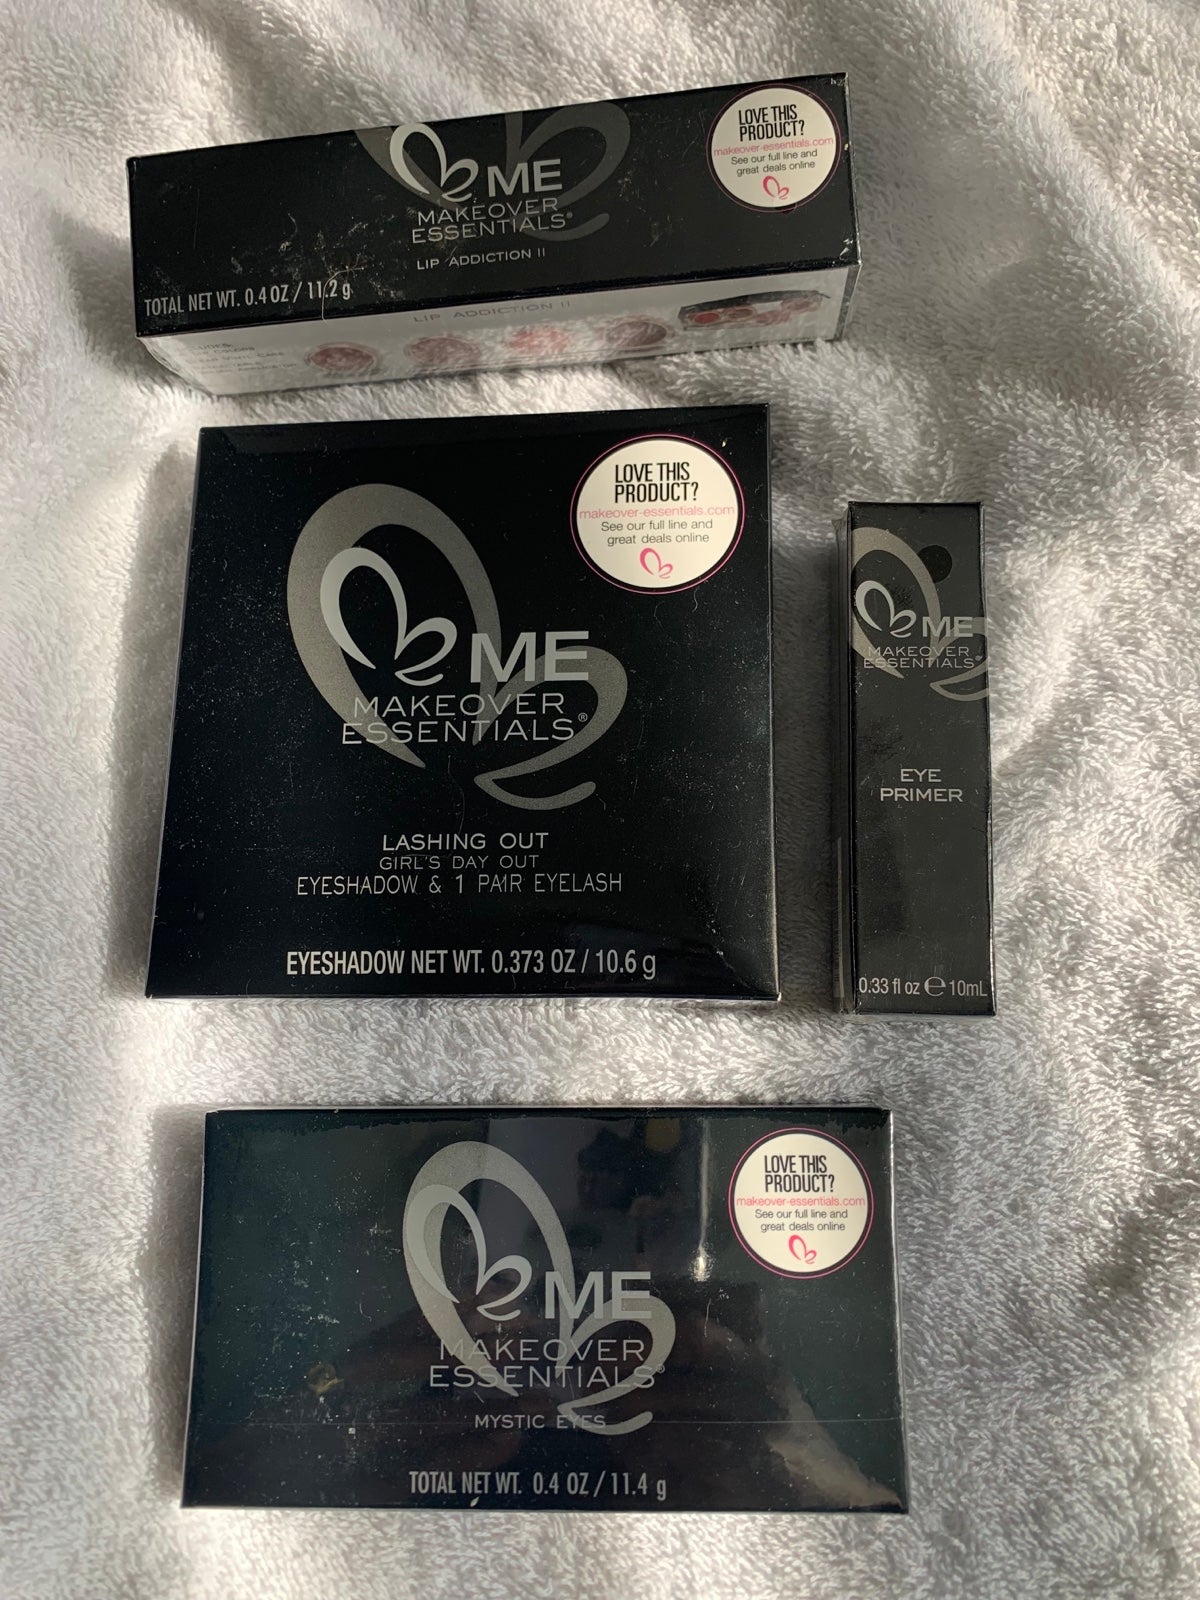 ME
MAKEOVER
ESSENTIALS®
LIP ADDICTION II
TOTAL NET WT. 0.4 OZ / 11.2 g
LOVE THIS
PRODUCT?
makeover-essentials.com
See our full line and
great deals online
LIP ADDICTION II
ME
MAKEOVER
ESSENTIALS®
LASHING OUT
GIRL'S DAY OUT
EYESHADOW & 1 PAIR EYELASH
EYESHADOW NET WT. 0.373 OZ / 10.6 g
LOVE THIS
PRODUCT?
makeover-essentials.com
See our full line and
great deals online
ME
MAKEOVER
ESSENTIALS®
EYE
PRIMER
0.33 fl oz ℮ 10mL
ME
MAKEOVER
ESSENTIALS®
MYSTIC EYES
TOTAL NET WT. 0.4 OZ / 11.4 g
LOVE THIS
PRODUCT?
makeover-essentials.com
See our full line and
great deals online